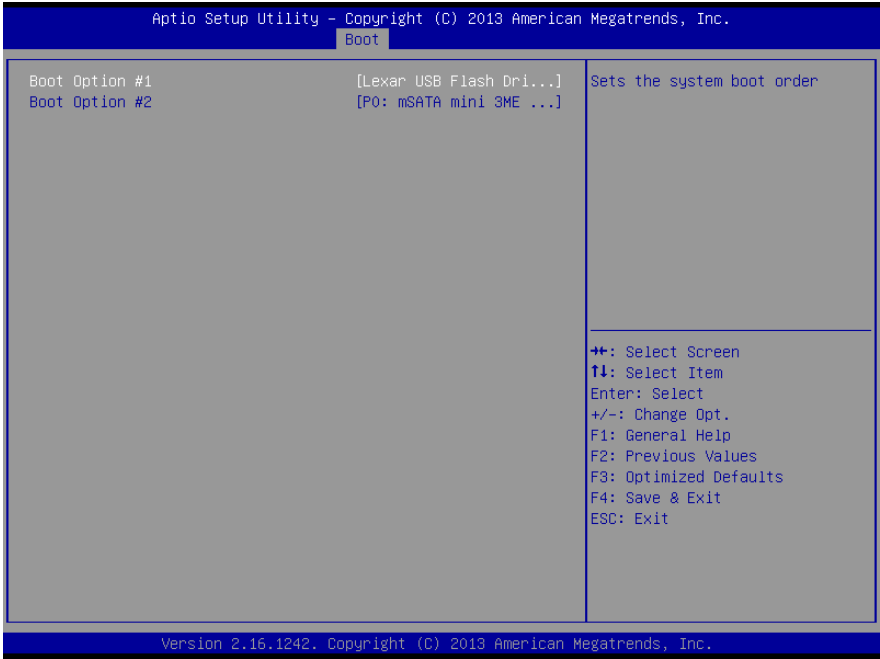 Aptio Setup Utility – Copyright (C) 2013 American Megatrends, Inc.
Boot
Boot Option #1 [Lexar USB Flash Dri...]
Boot Option #2 [P0: mSATA mini 3ME ...]
Sets the system boot order
→←: Select Screen
↑↓: Select Item
Enter: Select
+/-: Change Opt.
F1: General Help
F2: Previous Values
F3: Optimized Defaults
F4: Save & Exit
ESC: Exit
Version 2.16.1242. Copyright (C) 2013 American Megatrends, Inc.